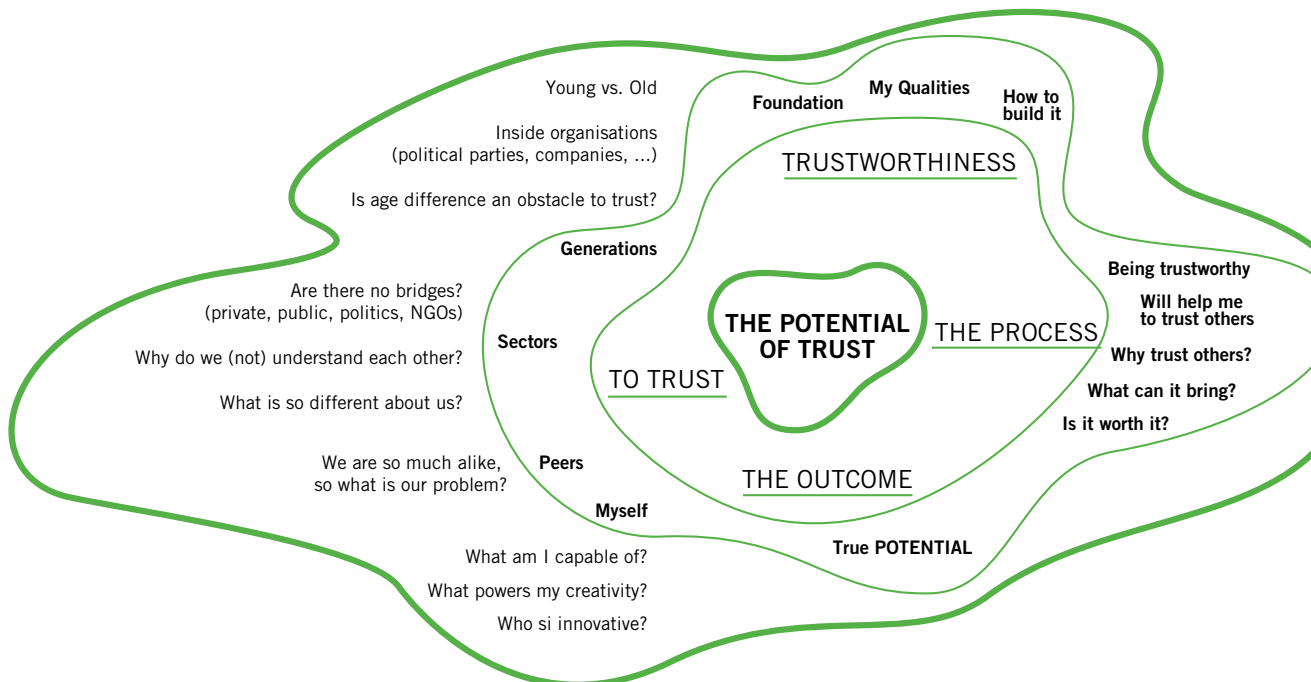 Young vs. Old
Inside organisations
(political parties, companies, ...)
Is age difference an obstacle to trust?
Generations
Are there no bridges?
(private, public, politics, NGOs)
Why do we (not) understand each other?
What is so different about us?
Sectors
We are so much alike,
so what is our problem?
Peers
Myself
What am I capable of?
What powers my creativity?
Who si innovative?
Foundation
My Qualities
How to
build it
TRUSTWORTHINESS
THE POTENTIAL
OF TRUST
THE PROCESS
TO TRUST
THE OUTCOME
True POTENTIAL
Being trustworthy
Will help me
to trust others
Why trust others?
What can it bring?
Is it worth it?